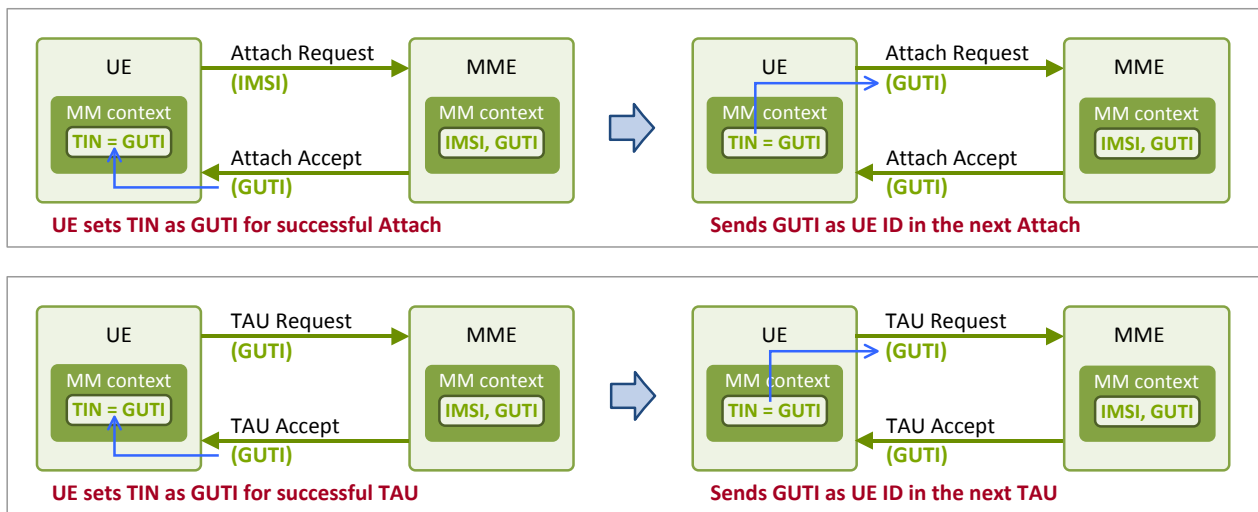 UE
Attach Request
(IMSI)
MME
MM context
TIN = GUTI
IMSI, GUTI
Attach Accept
(GUTI)
UE sets TIN as GUTI for successful Attach
UE
Attach Request
(GUTI)
MME
MM context
TIN = GUTI
MM context
IMSI, GUTI
Attach Accept
(GUTI)
Sends GUTI as UE ID in the next Attach
UE
TAU Request
(GUTI)
MME
MM context
TIN = GUTI
MM context
IMSI, GUTI
TAU Accept
(GUTI)
UE sets TIN as GUTI for successful TAU
UE
TAU Request
(GUTI)
MME
MM context
TIN = GUTI
MM context
IMSI, GUTI
TAU Accept
(GUTI)
Sends GUTI as UE ID in the next TAU